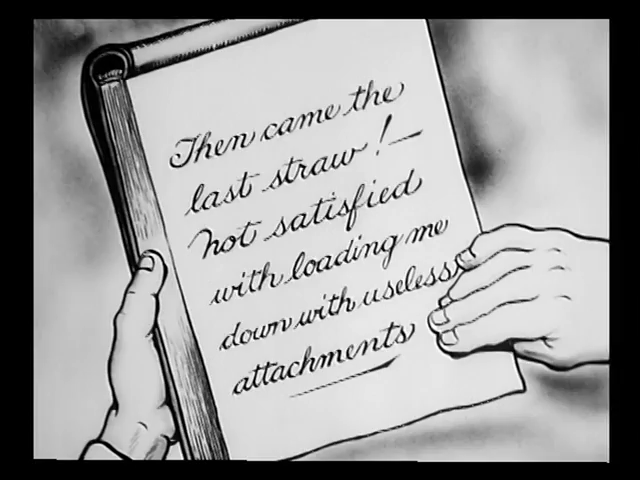 Then came the
last straw! —
not satisfied
with loading me
down with useless
attachments